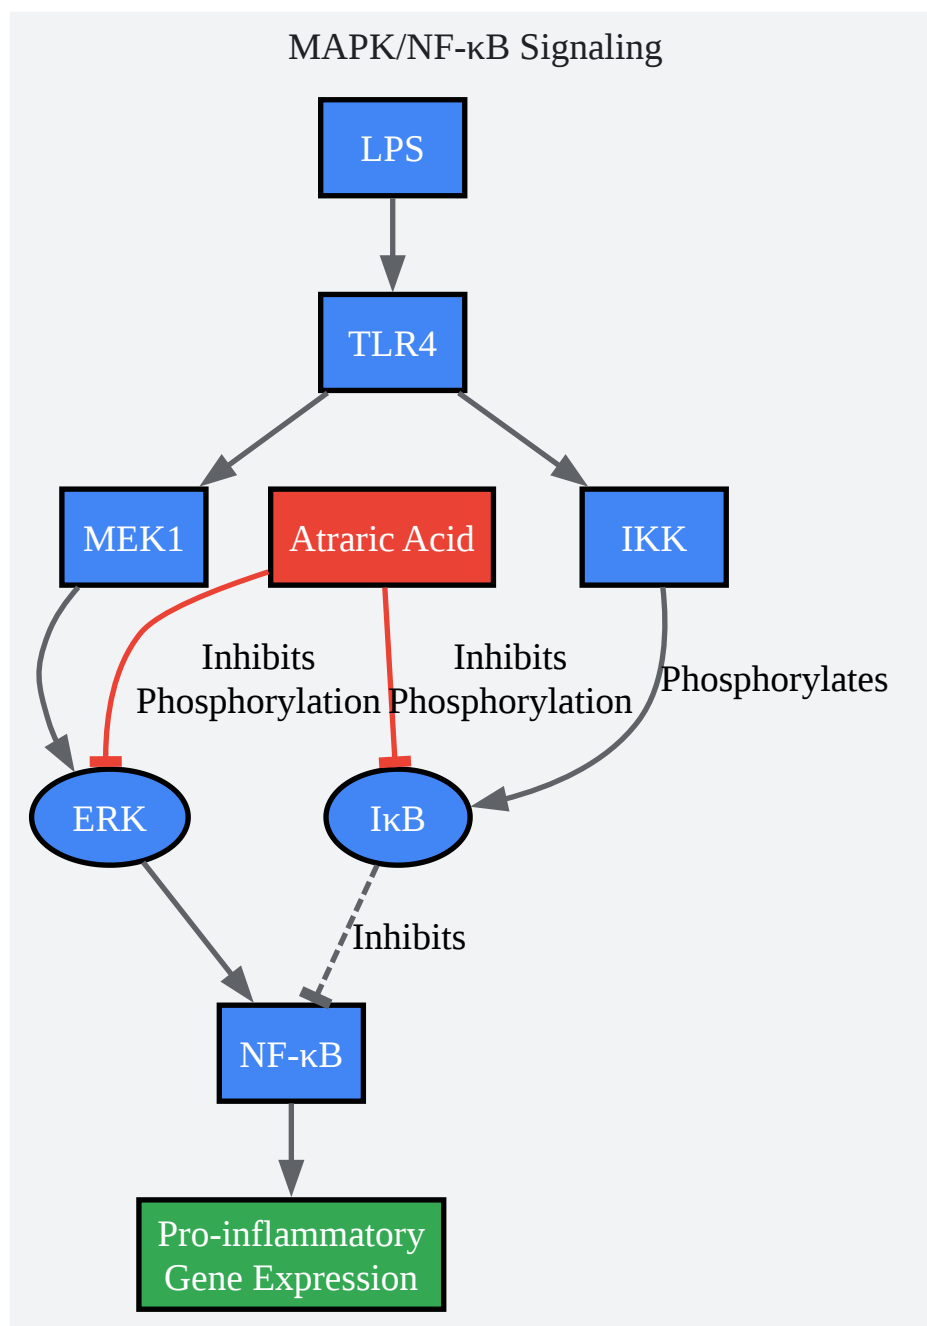 MAPK/NF-κB Signaling
LPS
TLR4
MEK1
Atraric Acid
IKK
Inhibits
Phosphorylation
Inhibits
Phosphorylation
Phosphorylates
ERK
IκB
Inhibits
NF-κB
Pro-inflammatory
Gene Expression